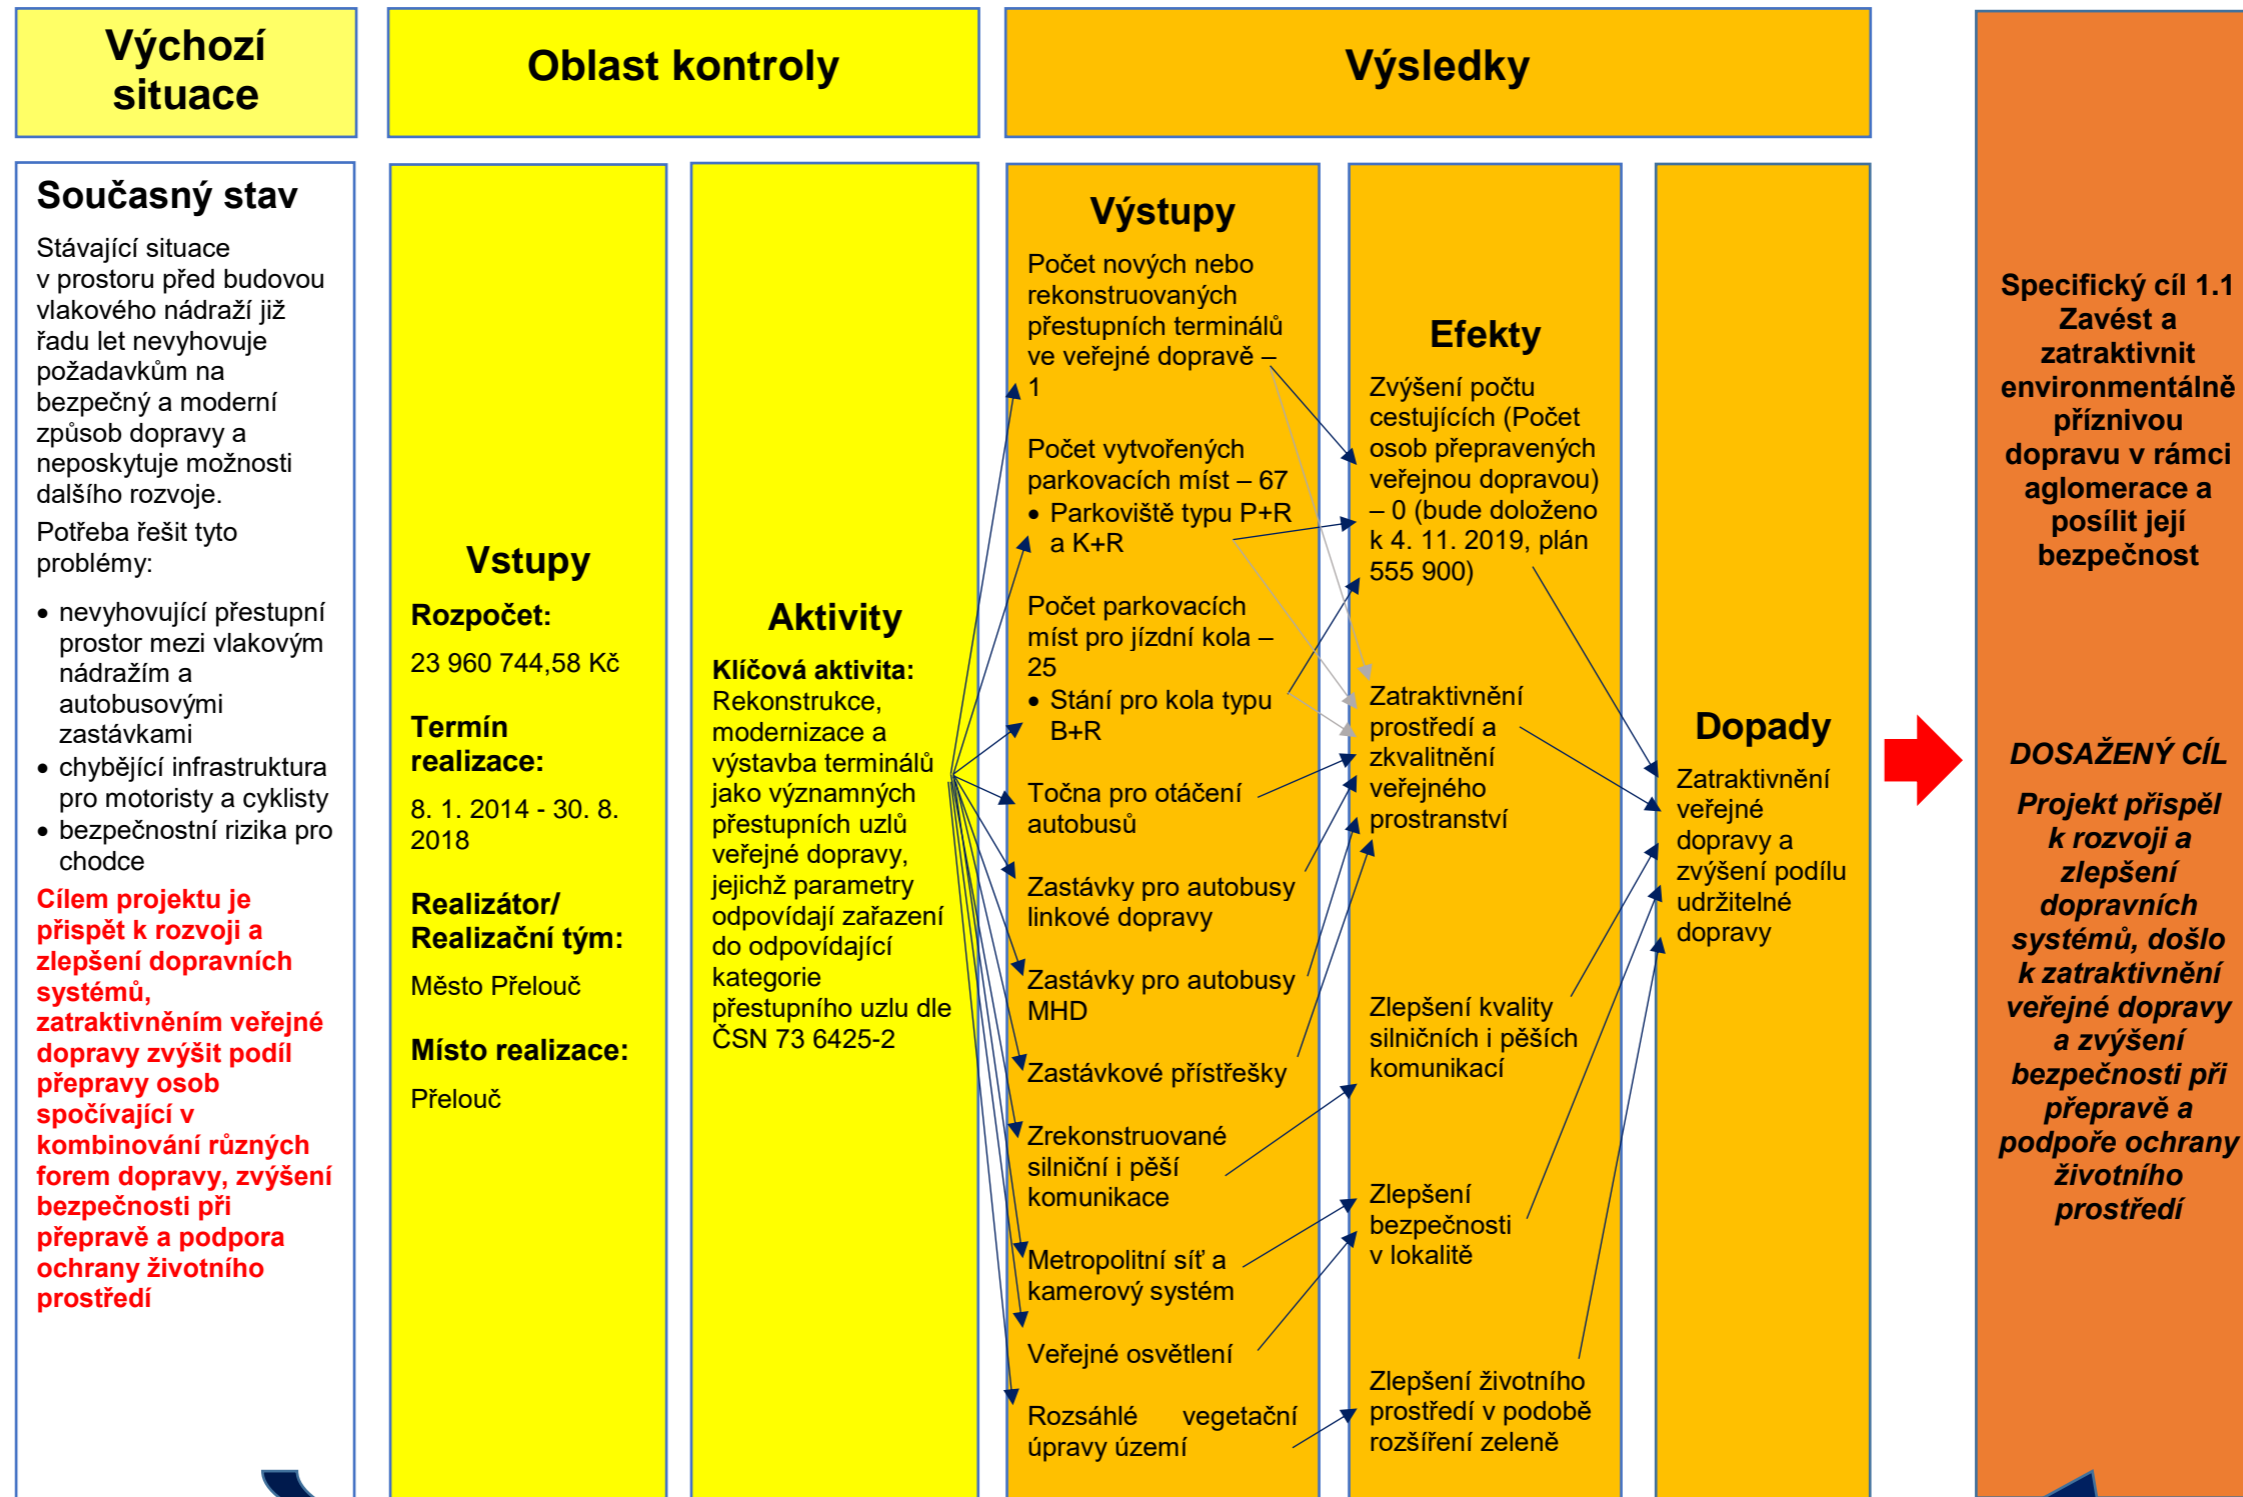 Výchozí
situace
Oblast kontroly
Výsledky
Současný stav
Stávající situace
v prostoru před budovou
vlakového nádraží již
řadu let nevyhovuje
požadavkům na
bezpečný a moderní
způsob dopravy a
neposkytuje možnosti
dalšího rozvoje.
Potřeba řešit tyto
problémy:
• nevyhovující přestupní
prostor mezi vlakovým
nádražím a
autobusovými
zastávkami
• chybějící infrastruktura
pro motoristy a cyklisty
• bezpečnostní rizika pro
chodce
Cílem projektu je
přispět k rozvoji a
zlepšení dopravních
systémů,
zatraktivněním veřejné
dopravy zvýšit podíl
přepravy osob
spočívající v
kombinování různých
forem dopravy, zvýšení
bezpečnosti při
přepravě a podpora
ochrany životního
prostředí
Vstupy
Rozpočet:
23 960 744,58 Kč
Termín
realizace:
8. 1. 2014 - 30. 8.
2018
Realizátor/
Realizační tým:
Město Přelouč
Místo realizace:
Přelouč
Aktivity
Klíčová aktivita:
Rekonstrukce,
modernizace a
výstavba terminálů
jako významných
přestupních uzlů
veřejné dopravy,
jejichž parametry
odpovídají zařazení
do odpovídající
kategorie
přestupního uzlu dle
ČSN 73 6425-2
Výstupy
Počet nových nebo
rekonstruovaných
přestupních terminálů
ve veřejné dopravě –
1
Počet vytvořených
parkovacích míst – 67
• Parkoviště typu P+R
a K+R
Počet parkovacích
míst pro jízdní kola –
25
• Stání pro kola typu
B+R
Točna pro otáčení
autobusů
Zastávky pro autobusy
linkové dopravy
Zastávky pro autobusy
MHD
Zastávkové přístřešky
Zrekonstruované
silniční i pěší
komunikace
Metropolitní síť a
kamerový systém
Veřejné osvětlení
Rozsáhlé vegetační
úpravy území
Efekty
Zvýšení počtu
cestujících (Počet
osob přepravených
veřejnou dopravou)
– 0 (bude doloženo
k 4. 11. 2019, plán
555 900)
Zatraktivnění
prostředí a
zkvalitnění
veřejného
prostranství
Zlepšení kvality
silničních i pěších
komunikací
Zlepšení
bezpečnosti
v lokalitě
Zlepšení životního
prostředí v podobě
rozšíření zeleně
Dopady
Zatraktivnění
veřejné
dopravy a
zvýšení podílu
udržitelné
dopravy
Specifický cíl 1.1
Zavést a
zatraktivnit
environmentálně
příznivou
dopravu v rámci
aglomerace a
posílit její
bezpečnost
DOSAŽENÝ CÍL
Projekt přispěl
k rozvoji a
zlepšení
dopravních
systémů, došlo
k zatraktivnění
veřejné dopravy
a zvýšení
bezpečnosti při
přepravě a
podpoře ochrany
životního
prostředí